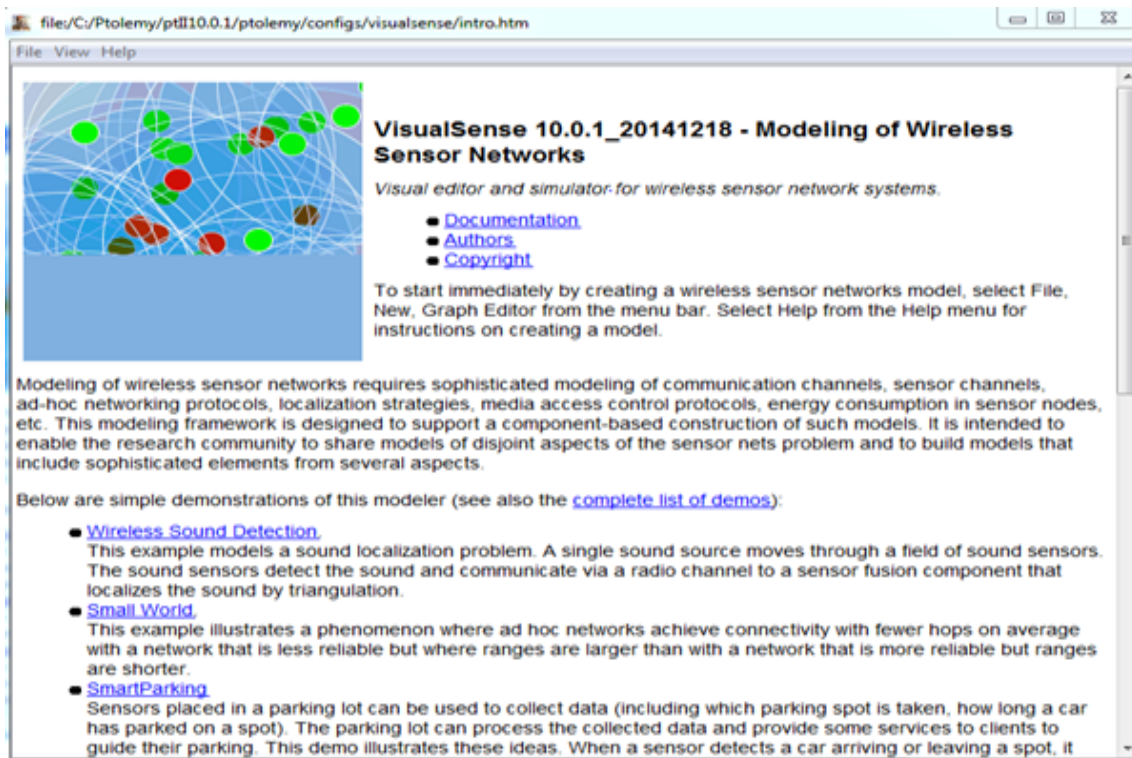 file:/C:/Ptolemy/ptII10.0.1/ptolemy/configs/visualsense/intro.htm
File View Help
VisualSense 10.0.1_20141218 - Modeling of Wireless
Sensor Networks
Visual editor and simulator for wireless sensor network systems.
Documentation
Authors
Copyright
To start immediately by creating a wireless sensor networks model, select File,
New, Graph Editor from the menu bar. Select Help from the Help menu for
instructions on creating a model.
Modeling of wireless sensor networks requires sophisticated modeling of communication channels, sensor channels,
ad-hoc networking protocols, localization strategies, media access control protocols, energy consumption in sensor nodes,
etc. This modeling framework is designed to support a component-based construction of such models. It is intended to
enable the research community to share models of disjoint aspects of the sensor nets problem and to build models that
include sophisticated elements from several aspects.
Below are simple demonstrations of this modeler (see also the complete list of demos):
Wireless Sound Detection.
This example models a sound localization problem. A single sound source moves through a field of sound sensors.
The sound sensors detect the sound and communicate via a radio channel to a sensor fusion component that
localizes the sound by triangulation.
Small World.
This example illustrates a phenomenon where ad hoc networks achieve connectivity with fewer hops on average
with a network that is less reliable but where ranges are larger than with a network that is more reliable but ranges
are shorter.
SmartParking
Sensors placed in a parking lot can be used to collect data (including which parking spot is taken, how long a car
has parked on a spot). The parking lot can process the collected data and provide some services to clients to
guide their parking. This demo illustrates these ideas. When a sensor detects a car arriving or leaving a spot, it